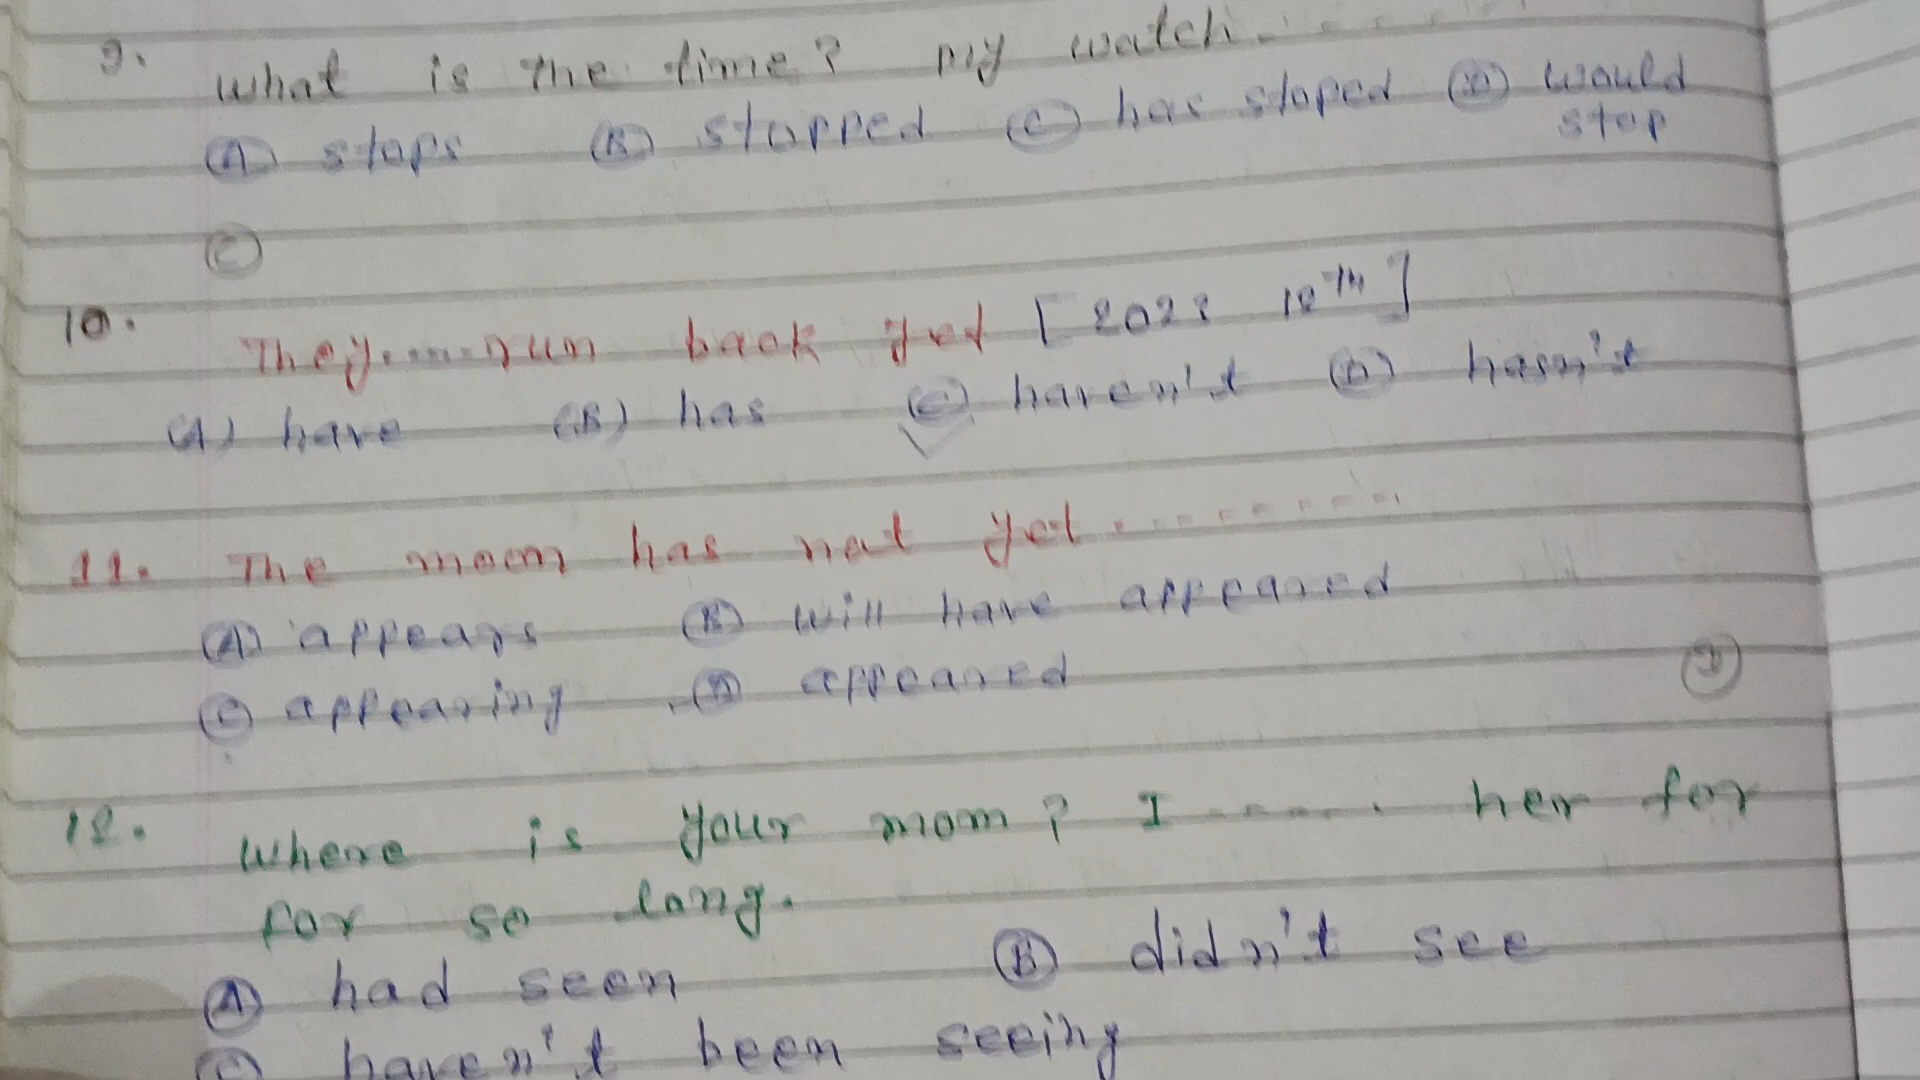 9. What is the time? My watch.......
(A) stops (B) stopped (C) has stoped (D) would
stop
(C)
10. They......run back yet [2022 12th]
(A) have (B) has (C) haven't (D) hasn't
11. The moon has not yet ..........
(A) appears (B) will have appeared
(C) appearing (D) appeared
(D)
12. Where is your mom? I ...... her for
for so long.
(A) had seen (B) didn't see
(C) haven't been seeing